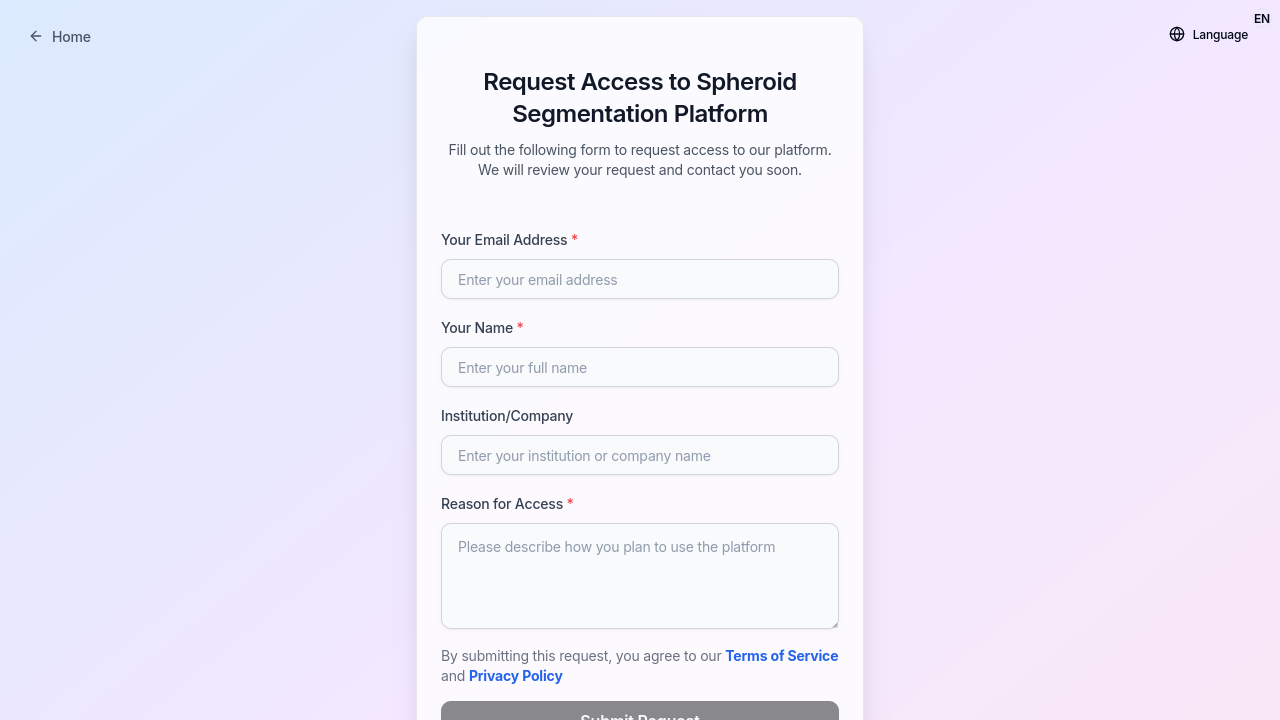 Home
EN
Language
Request Access to Spheroid
Segmentation Platform
Fill out the following form to request access to our platform.
We will review your request and contact you soon.
Your Email Address *
Enter your email address
Your Name *
Enter your full name
Institution/Company
Enter your institution or company name
Reason for Access *
Please describe how you plan to use the platform
By submitting this request, you agree to our Terms of Service
and Privacy Policy
Submit Request